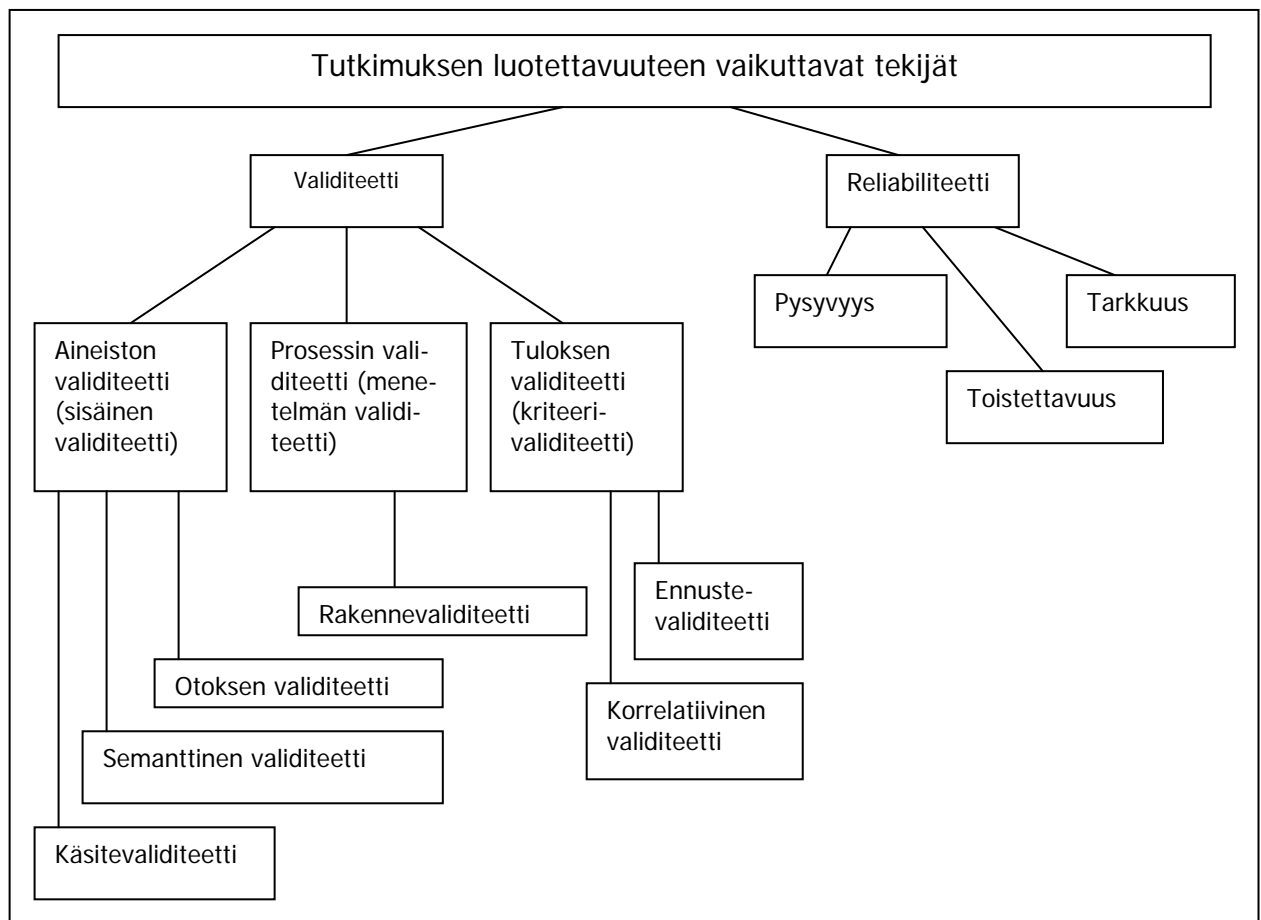 Tutkimuksen luotettavuuteen vaikuttavat tekijät
Validiteetti
Reliabiliteetti
Pysyvyys
Tarkkuus
Toistettavuus
Aineiston
validiteetti
(sisäinen
validiteetti)
Prosessin vali-
diteetti (mene-
telmän validi-
teetti)
Tuloksen
validiteetti
(kriteeri-
validiteetti)
Ennuste-
validiteetti
Rakennevaliditeetti
Otoksen validiteetti
Korrelatiivinen
validiteetti
Semanttinen validiteetti
Käsitevaliditeetti